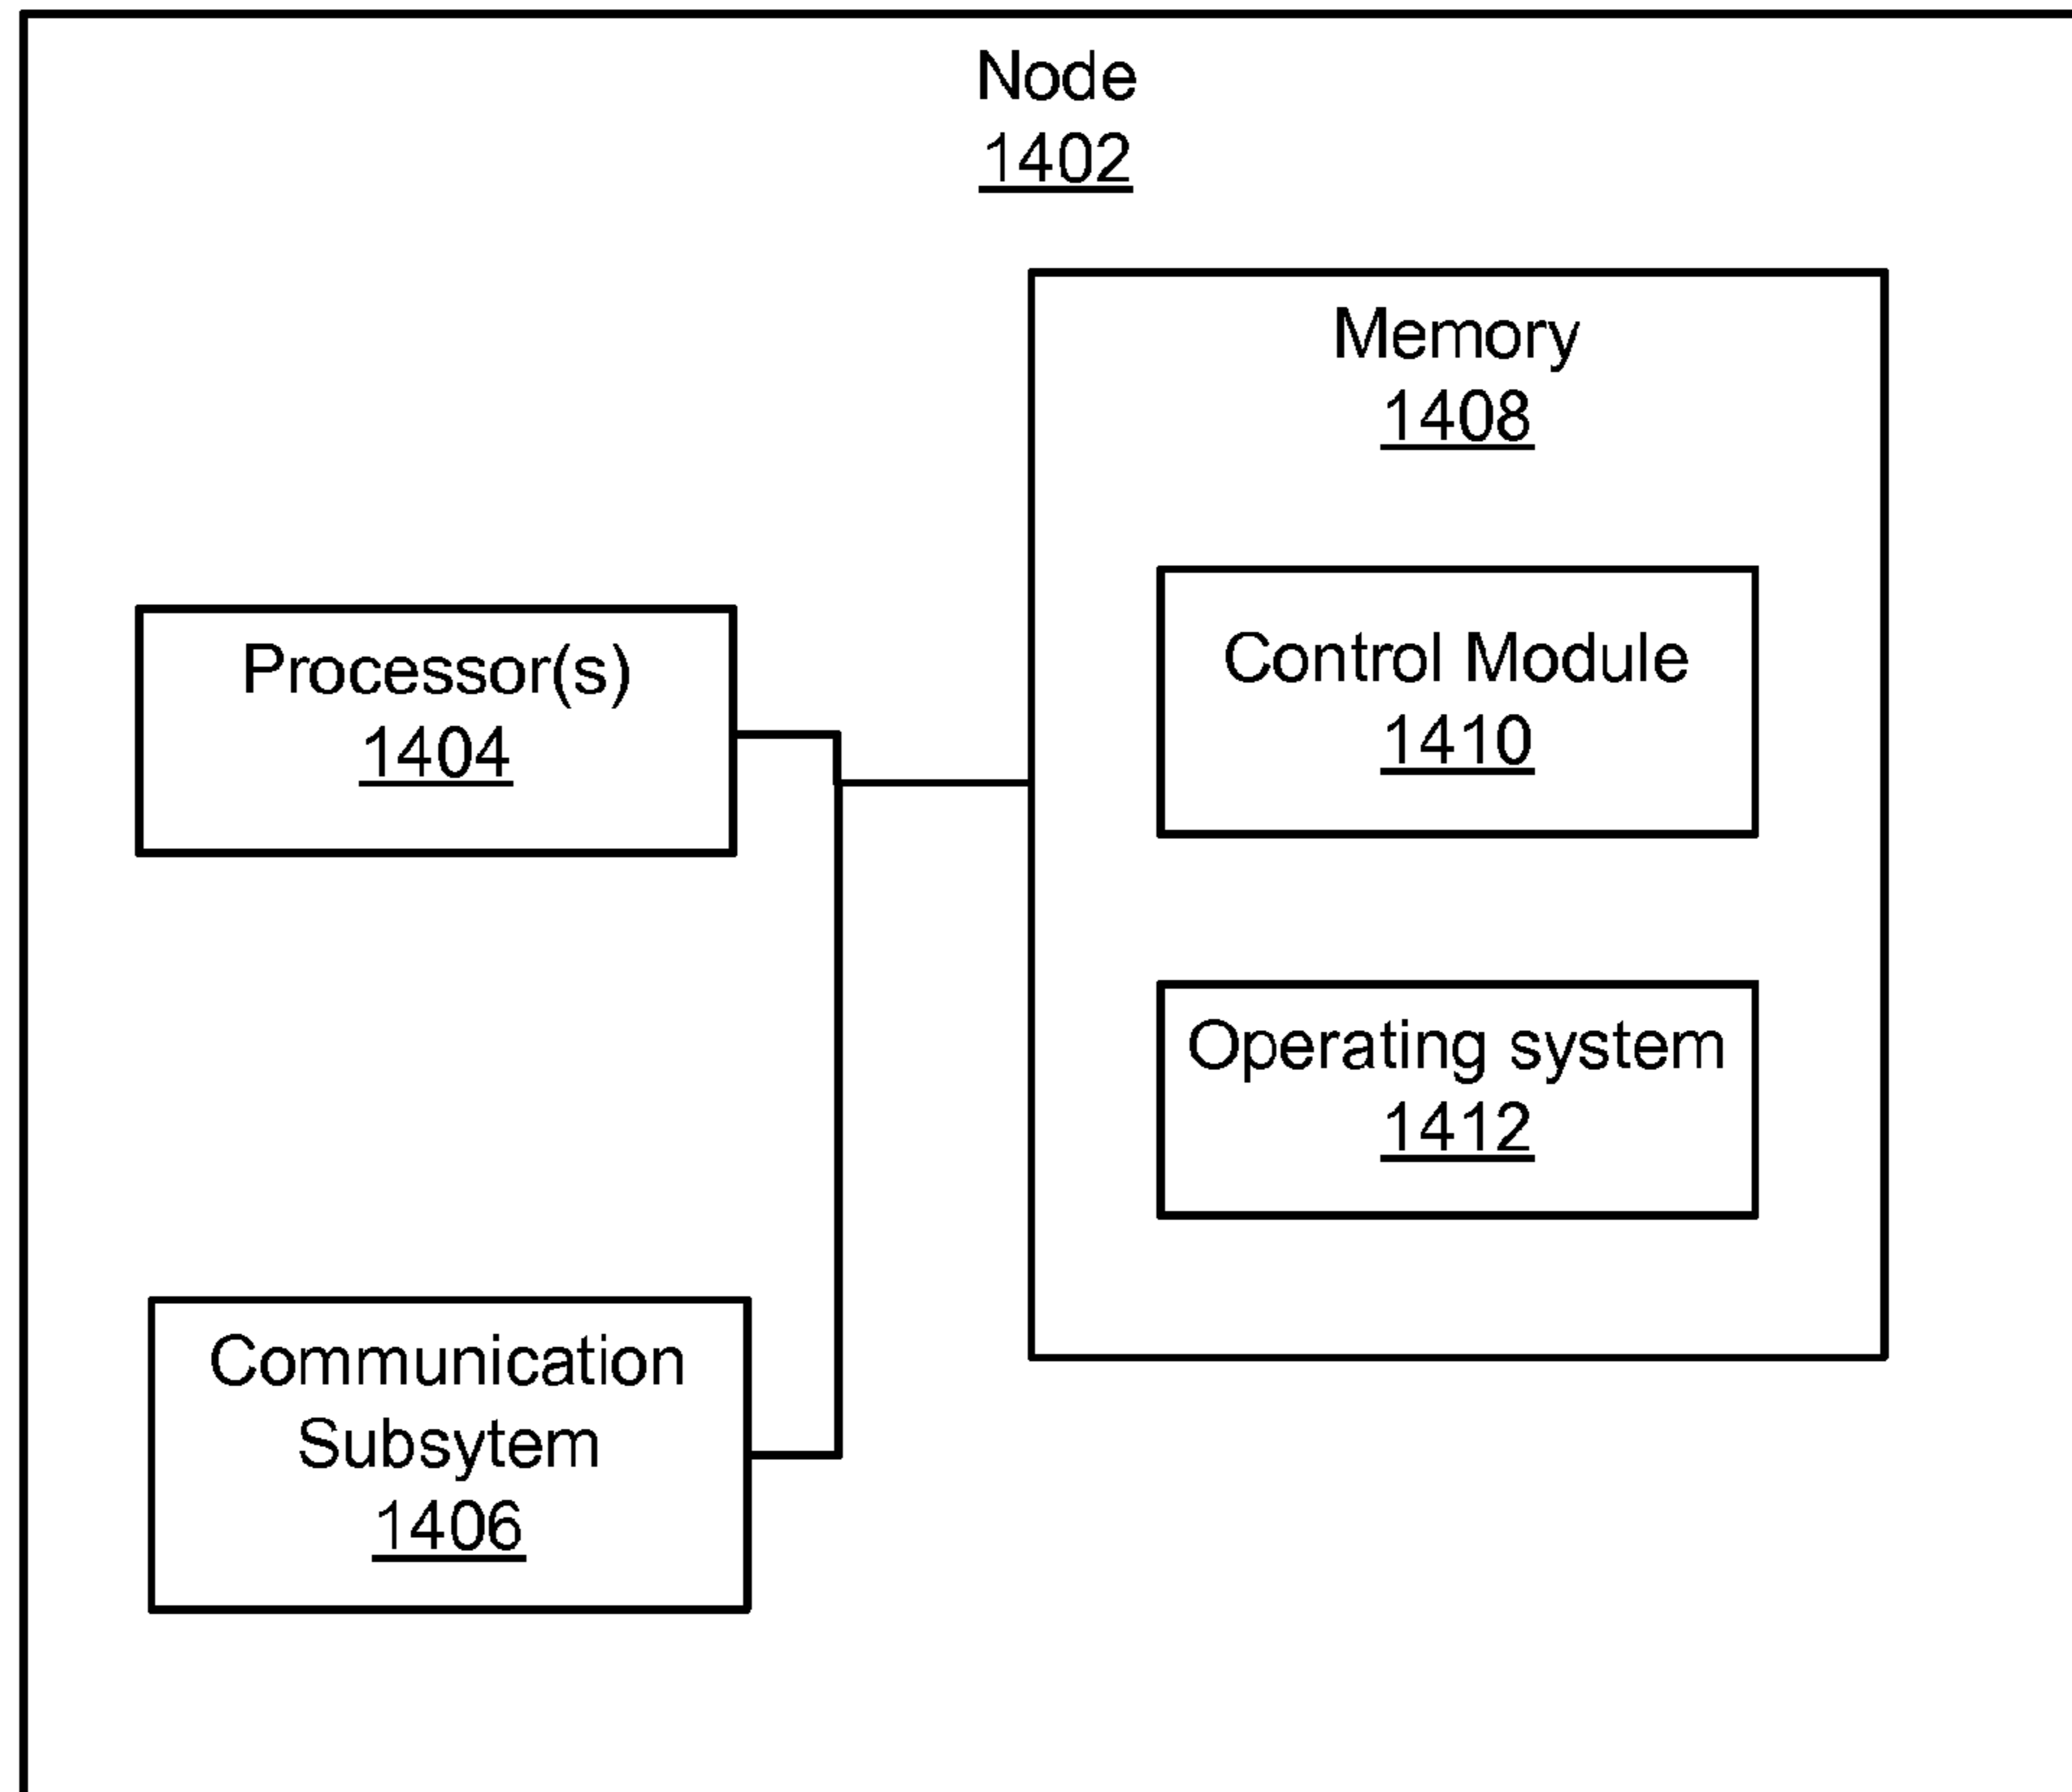 Node
1402
Memory
1408
Processor(s)
1404
Control Module
1410
Operating system
1412
Communication
Subsytem
1406